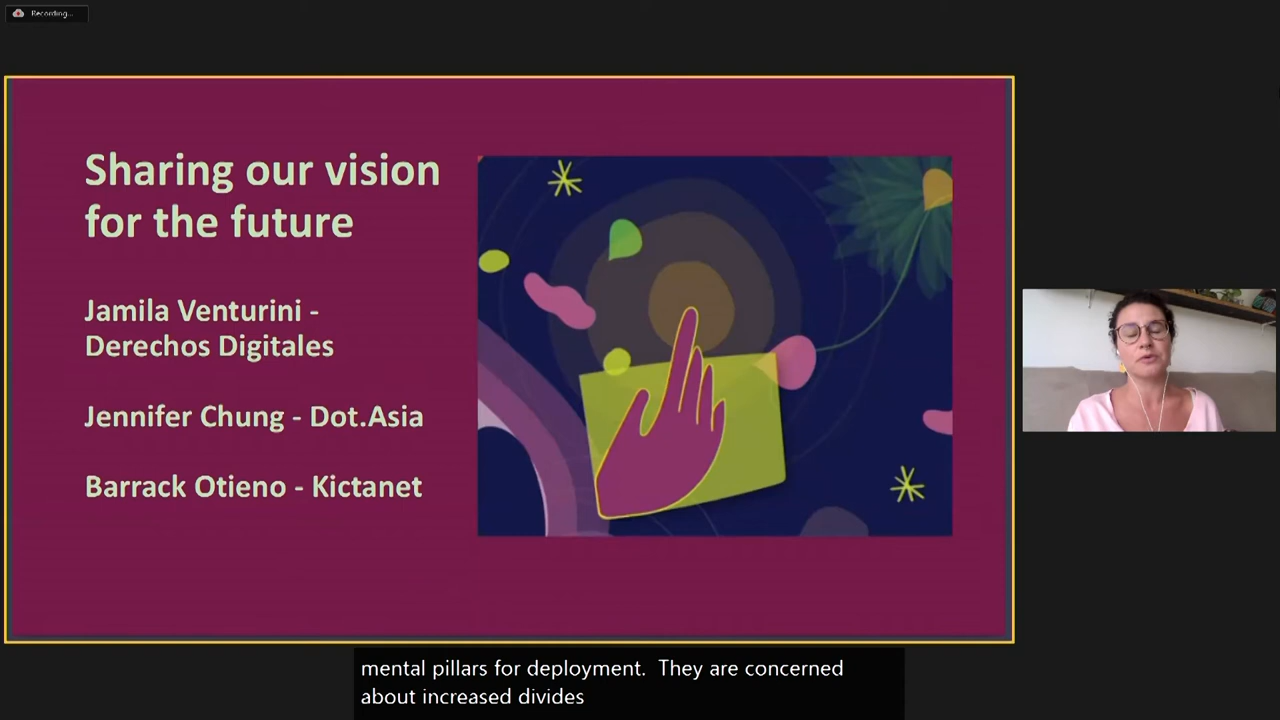 Recording...
Sharing our vision
for the future
Jamila Venturini -
Derechos Digitales
Jennifer Chung - Dot.Asia
Barrack Otieno - Kictanet
mental pillars for deployment. They are concerned
about increased divides